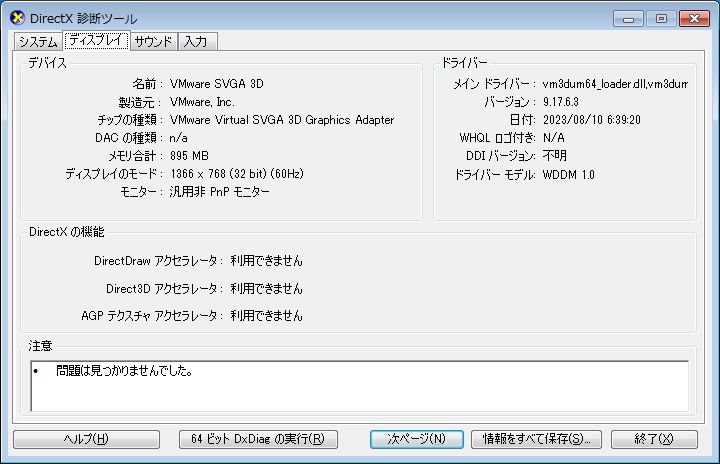 DirectX 診断ツール
システム ディスプレイ サウンド 入力
デバイス
名前: VMware SVGA 3D
製造元: VMware, Inc.
チップの種類: VMware Virtual SVGA 3D Graphics Adapter
DAC の種類: n/a
メモリ合計: 895 MB
ディスプレイのモード: 1366 x 768 (32 bit) (60Hz)
モニター: 汎用非 PnP モニター
ドライバー
メイン ドライバー: vm3dum64_loader.dll,vm3dum
バージョン: 9.17.6.3
日付: 2023/08/10 6:39:20
WHQL ロゴ付き: N/A
DDI バージョン: 不明
ドライバー モデル: WDDM 1.0
DirectX の機能
DirectDraw アクセラレータ: 利用できません
Direct3D アクセラレータ: 利用できません
AGP テクスチャ アクセラレータ: 利用できません
注意
• 問題は見つかりませんでした。
ヘルプ(H) 64 ビット DxDiag の実行(R) 次ページ(N) 情報をすべて保存(S)... 終了(X)